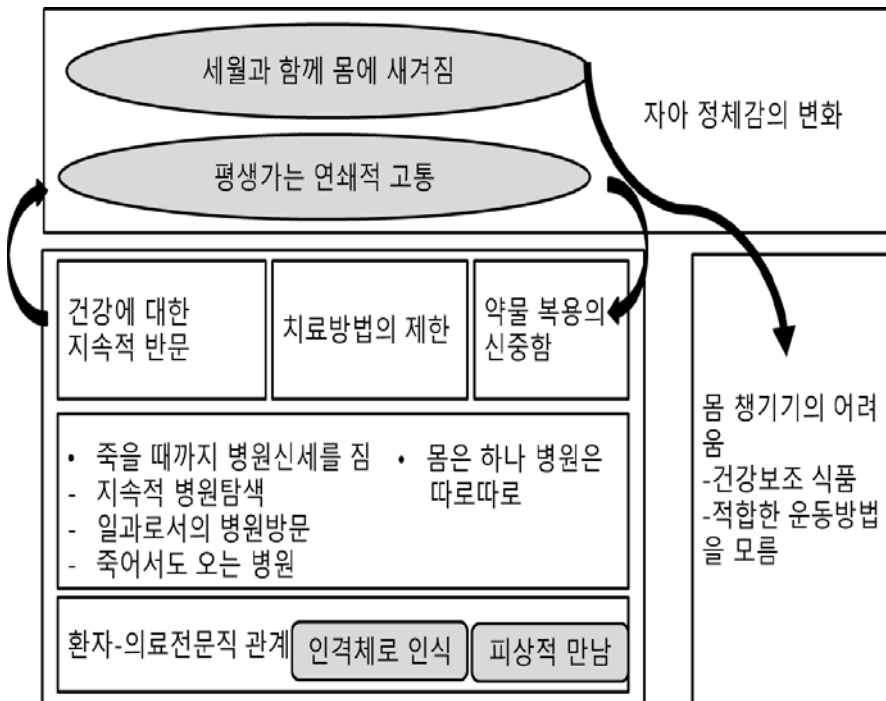 세월과 함께 몸에 새겨짐
자아 정체감의 변화
평생가는 연쇄적 고통
건강에 대한
지속적 반문
치료방법의 제한
약물 복용의
신중함
• 죽을 때까지 병원신세를 짐
- 지속적 병원탐색
- 일과로서의 병원방문
- 죽어서도 오는 병원
• 몸은 하나 병원은
따로따로
환자-의료전문직 관계
인격체로 인식
피상적 만남
몸 챙기기의 어려
움
-건강보조 식품
-적합한 운동방법
을 모름